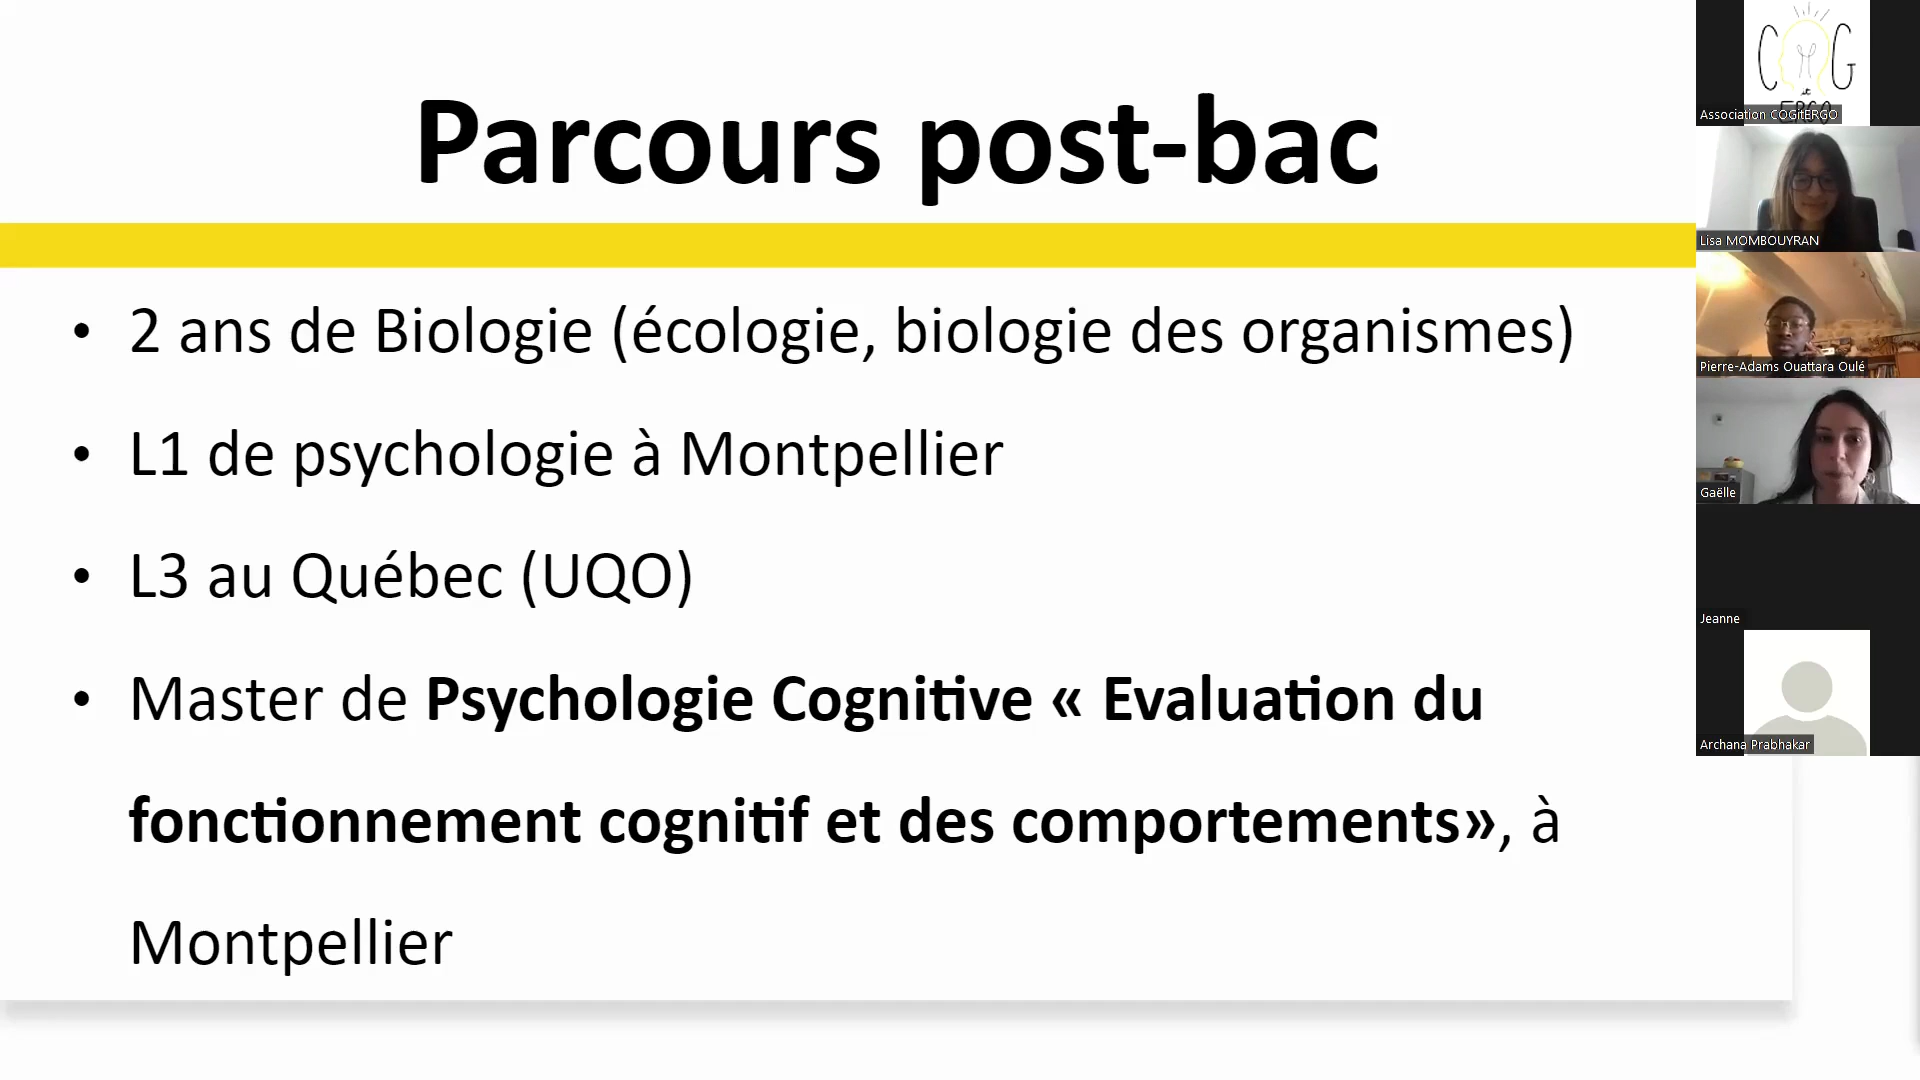 Parcours post-bac
• 2 ans de Biologie (écologie, biologie des organismes)
• L1 de psychologie à Montpellier
• L3 au Québec (UQO)
• Master de Psychologie Cognitive « Evaluation du
fonctionnement cognitif et des comportements», à
Montpellier
C G
et
ERGO
Association COGitERGO
Lisa MOMBOUYRAN
Pierre-Adams Ouattara Oulé
Gaëlle
Jeanne
Archana Prabhakar